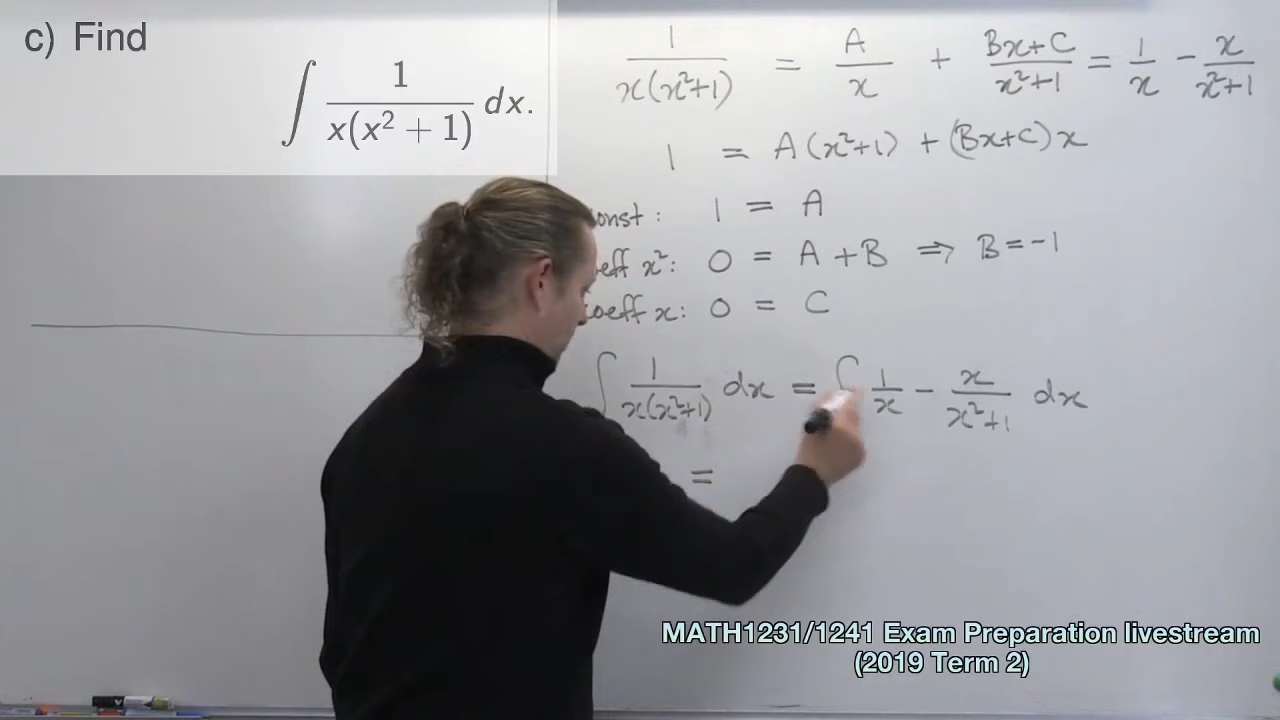 c) Find
∫ 1/(x(x² + 1)) dx.
1/(x(x²+1)) = A/x + (Bx+C)/(x²+1) = 1/x − x/(x²+1)
1 = A(x²+1) + (Bx+C)x
onst: 1 = A
eff x²: 0 = A + B ⇒ B = −1
coeff x: 0 = C
∫ 1/(x(x²+1)) dx = ∫ 1/x − x/(x²+1) dx
=
MATH1231/1241 Exam Preparation livestream
(2019 Term 2)